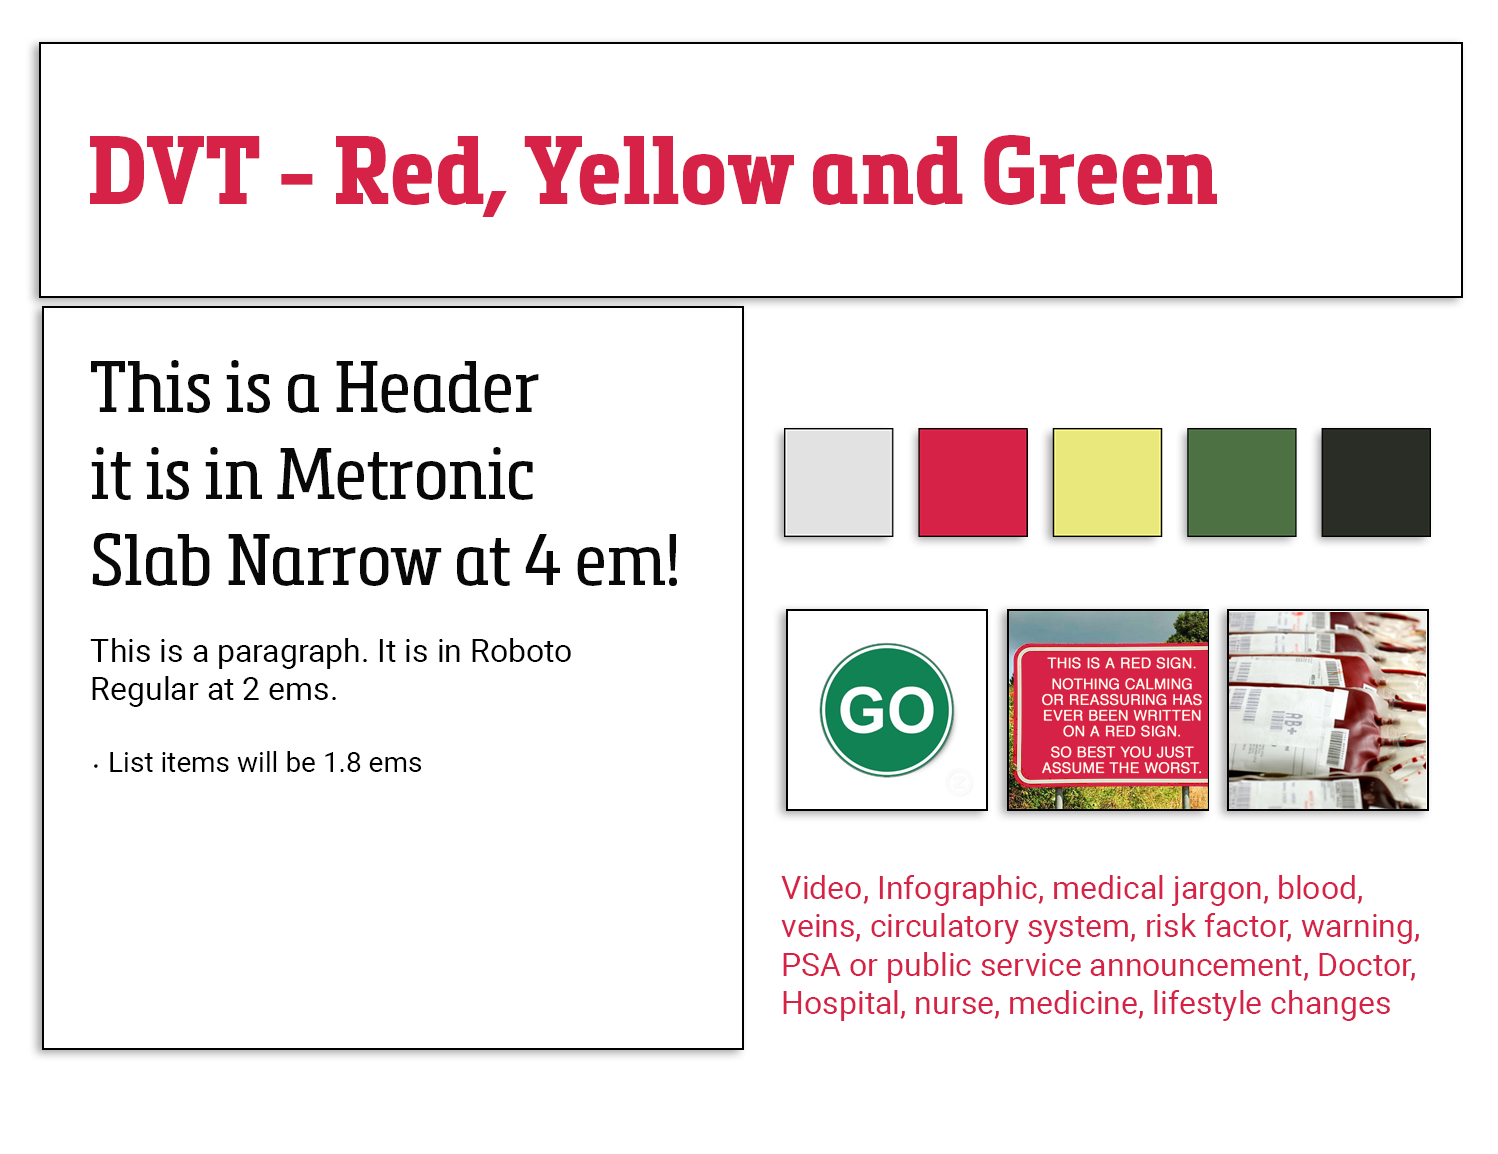 DVT - Red, Yellow and Green
This is a Header
it is in Metronic
Slab Narrow at 4 em!
This is a paragraph. It is in Roboto
Regular at 2 ems.
· List items will be 1.8 ems
GO
THIS IS A RED SIGN.
NOTHING CALMING
OR REASSURING HAS
EVER BEEN WRITTEN
ON A RED SIGN.
SO BEST YOU JUST
ASSUME THE WORST.
AB+
Video, Infographic, medical jargon, blood,
veins, circulatory system, risk factor, warning,
PSA or public service announcement, Doctor,
Hospital, nurse, medicine, lifestyle changes